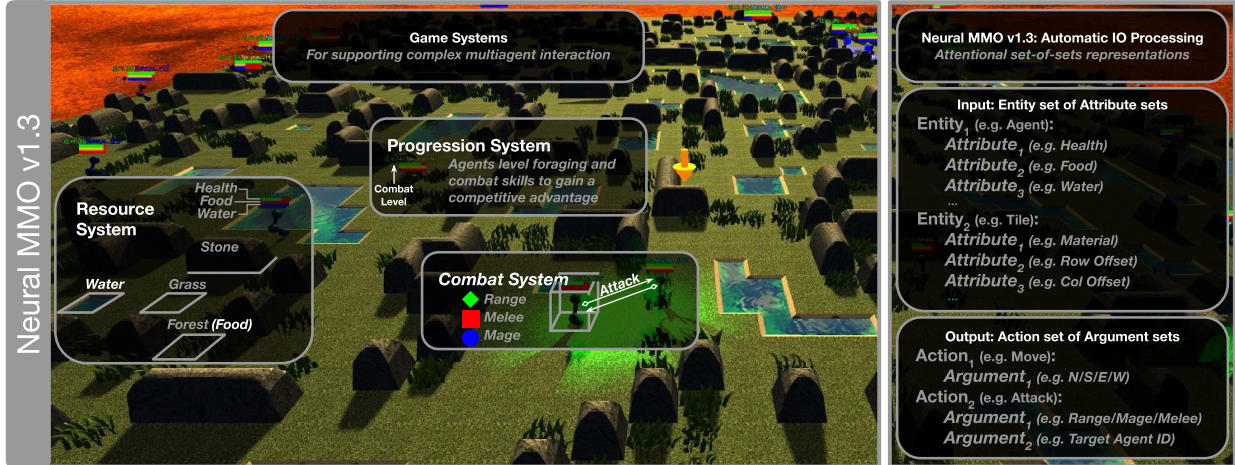 Neural MMO v1.3
Game Systems
For supporting complex multiagent interaction
Progression System
Combat
Level
Agents level foraging and
combat skills to gain a
competitive advantage
Resource
System
Health
Food
Water
Stone
Water
Grass
Forest (Food)
Combat System
Range
Melee
Mage
Attack
Neural MMO v1.3: Automatic IO Processing
Attentional set-of-sets representations
Input: Entity set of Attribute sets
Entity1 (e.g. Agent):
Attribute1 (e.g. Health)
Attribute2 (e.g. Food)
Attribute3 (e.g. Water)
...
Entity2 (e.g. Tile):
Attribute1 (e.g. Material)
Attribute2 (e.g. Row Offset)
Attribute3 (e.g. Col Offset)
...
Output: Action set of Argument sets
Action1 (e.g. Move):
Argument1 (e.g. N/S/E/W)
Action2 (e.g. Attack):
Argument1 (e.g. Range/Mage/Melee)
Argument2 (e.g. Target Agent ID)